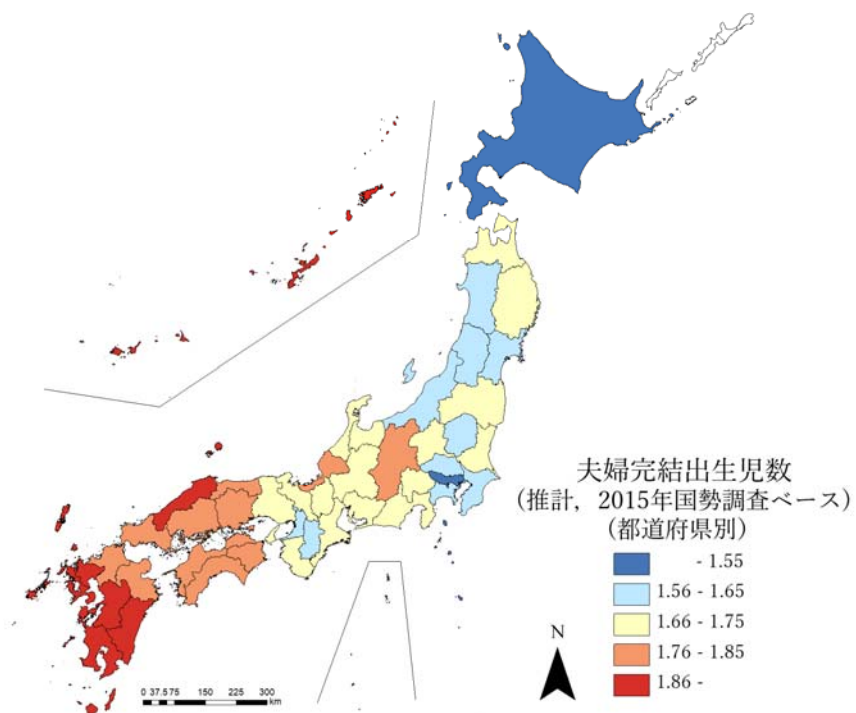 夫婦完結出生児数
(推計，2015年国勢調査ベース)
(都道府県別)
- 1.55
1.56 - 1.65
1.66 - 1.75
1.76 - 1.85
1.86 -
N
0 37.5 75 150 225 300
km